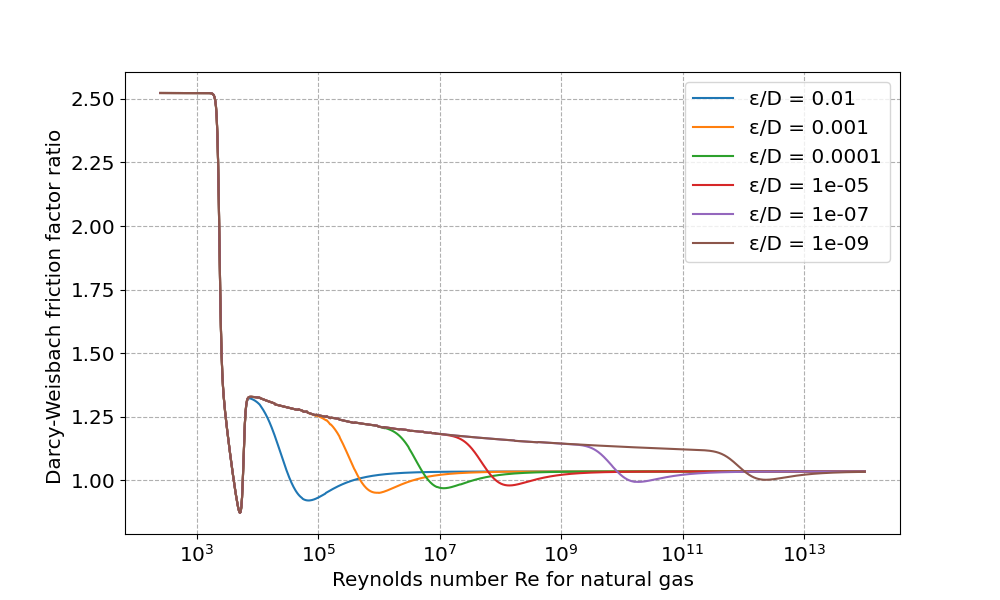 Darcy-Weisbach friction factor ratio
2.50
2.25
2.00
1.75
1.50
1.25
1.00
ε/D = 0.01
ε/D = 0.001
ε/D = 0.0001
ε/D = 1e-05
ε/D = 1e-07
ε/D = 1e-09
10³ 10⁵ 10⁷ 10⁹ 10¹¹ 10¹³
Reynolds number Re for natural gas